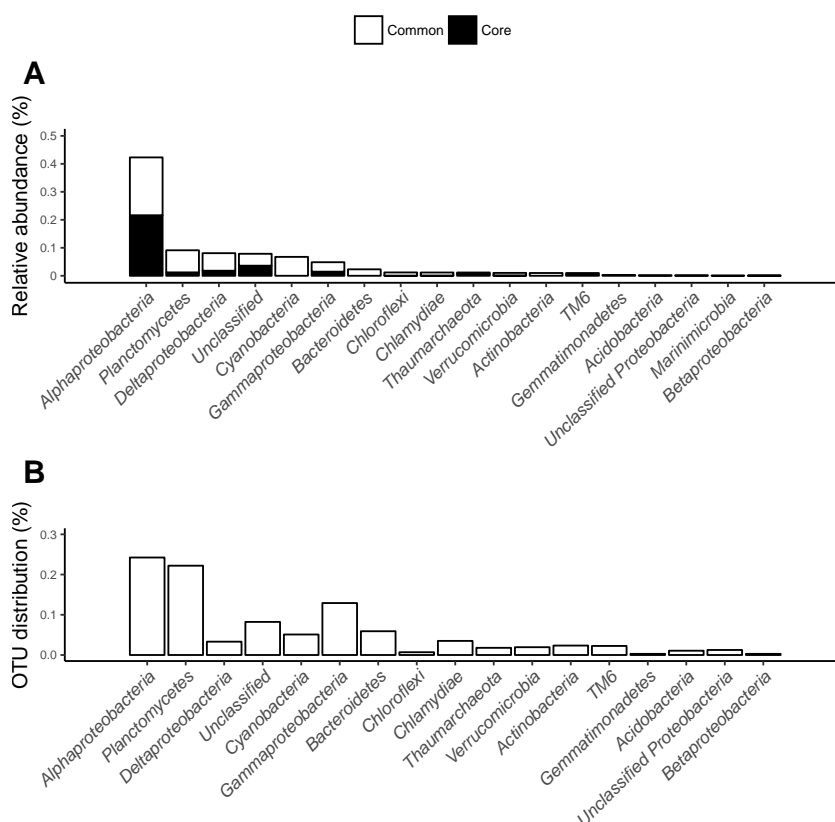 Common Core
A
Relative abundance (%)
0.5
0.4
0.3
0.2
0.1
0
Alphaproteobacteria
Planctomycetes
Deltaproteobacteria
Unclassified
Cyanobacteria
Gammaproteobacteria
Bacteroidetes
Chloroflexi
Chlamydiae
Thaumarchaeota
Verrucomicrobia
Actinobacteria
TM6
Gemmatimonadetes
Acidobacteria
Unclassified Proteobacteria
Marinimicrobia
Betaproteobacteria
B
OTU distribution (%)
0.3
0.2
0.1
0.0
Alphaproteobacteria
Planctomycetes
Deltaproteobacteria
Unclassified
Cyanobacteria
Gammaproteobacteria
Bacteroidetes
Chloroflexi
Chlamydiae
Thaumarchaeota
Verrucomicrobia
Actinobacteria
TM6
Gemmatimonadetes
Acidobacteria
Unclassified Proteobacteria
Betaproteobacteria